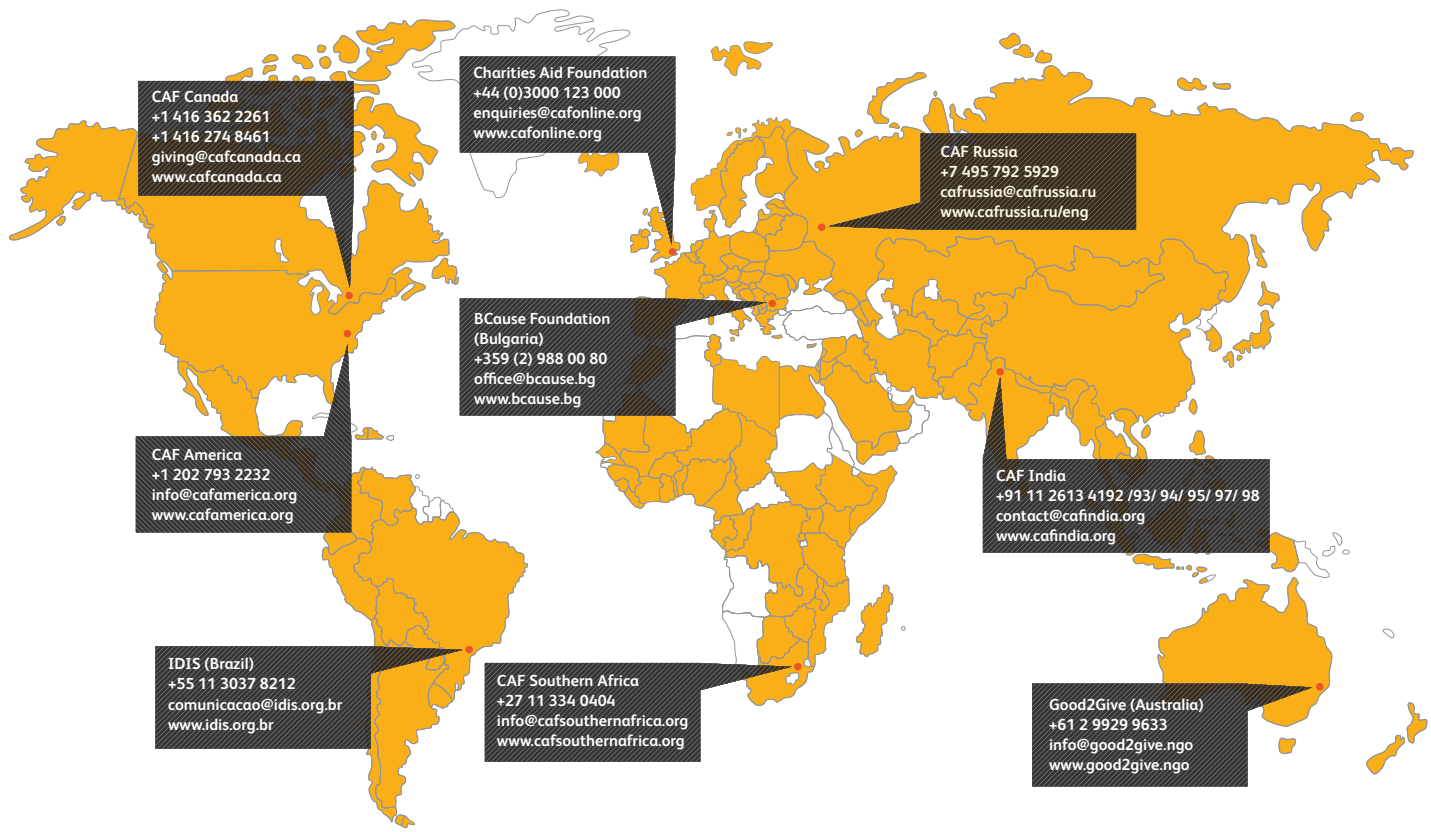 CAF Canada
+1 416 362 2261
+1 416 274 8461
giving@cafcanada.ca
www.cafcanada.ca
Charities Aid Foundation
+44 (0)3000 123 000
enquiries@cafonline.org
www.cafonline.org
CAF Russia
+7 495 792 5929
cafrussia@cafrussia.ru
www.cafrussia.ru/eng
BCause Foundation
(Bulgaria)
+359 (2) 988 00 80
office@bcause.bg
www.bcause.bg
CAF America
+1 202 793 2232
info@cafamerica.org
www.cafamerica.org
CAF India
+91 11 2613 4192 /93/ 94/ 95/ 97/ 98
contact@cafindia.org
www.cafindia.org
IDIS (Brazil)
+55 11 3037 8212
comunicacao@idis.org.br
www.idis.org.br
CAF Southern Africa
+27 11 334 0404
info@cafsouthernafrica.org
www.cafsouthernafrica.org
Good2Give (Australia)
+61 2 9929 9633
info@good2give.ngo
www.good2give.ngo